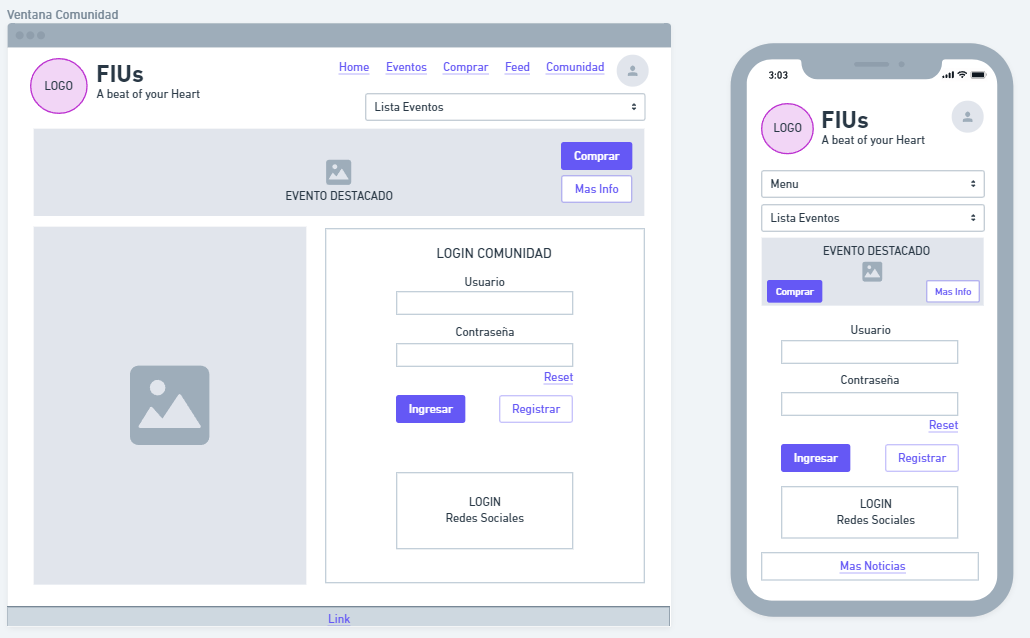 Ventana Comunidad
LOGO
FIUs
A beat of your Heart
Home Eventos Comprar Feed Comunidad
Lista Eventos
EVENTO DESTACADO
Comprar
Mas Info
LOGIN COMUNIDAD
Usuario
Contraseña
Reset
Ingresar Registrar
LOGIN
Redes Sociales
Link
3:03
LOGO
FIUs
A beat of your Heart
Menu
Lista Eventos
EVENTO DESTACADO
Comprar Mas Info
Usuario
Contraseña
Reset
Ingresar Registrar
LOGIN
Redes Sociales
Mas Noticias